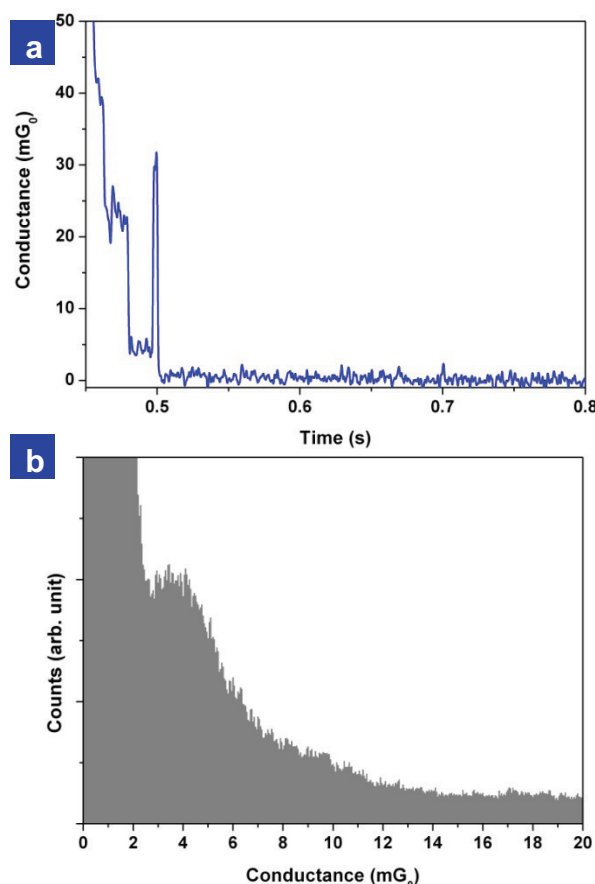 a
50
40
30
20
10
0
Conductance (mG₀)
0.5 0.6 0.7 0.8
Time (s)
b
Counts (arb. unit)
0 2 4 6 8 10 12 14 16 18 20
Conductance (mG₀)